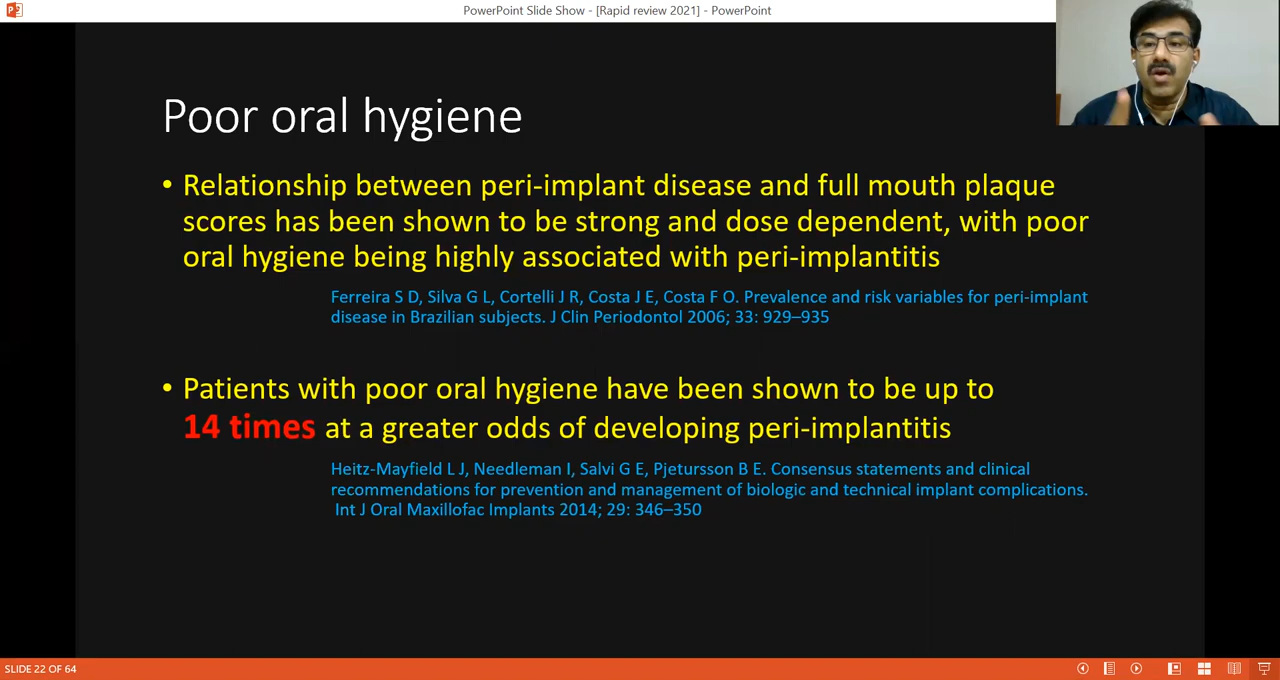 PowerPoint Slide Show - [Rapid review 2021] - PowerPoint
Poor oral hygiene
• Relationship between peri-implant disease and full mouth plaque
scores has been shown to be strong and dose dependent, with poor
oral hygiene being highly associated with peri-implantitis
Ferreira S D, Silva G L, Cortelli J R, Costa J E, Costa F O. Prevalence and risk variables for peri-implant
disease in Brazilian subjects. J Clin Periodontol 2006; 33: 929–935
• Patients with poor oral hygiene have been shown to be up to
14 times at a greater odds of developing peri-implantitis
Heitz-Mayfield L J, Needleman I, Salvi G E, Pjetursson B E. Consensus statements and clinical
recommendations for prevention and management of biologic and technical implant complications.
Int J Oral Maxillofac Implants 2014; 29: 346–350
SLIDE 22 OF 64